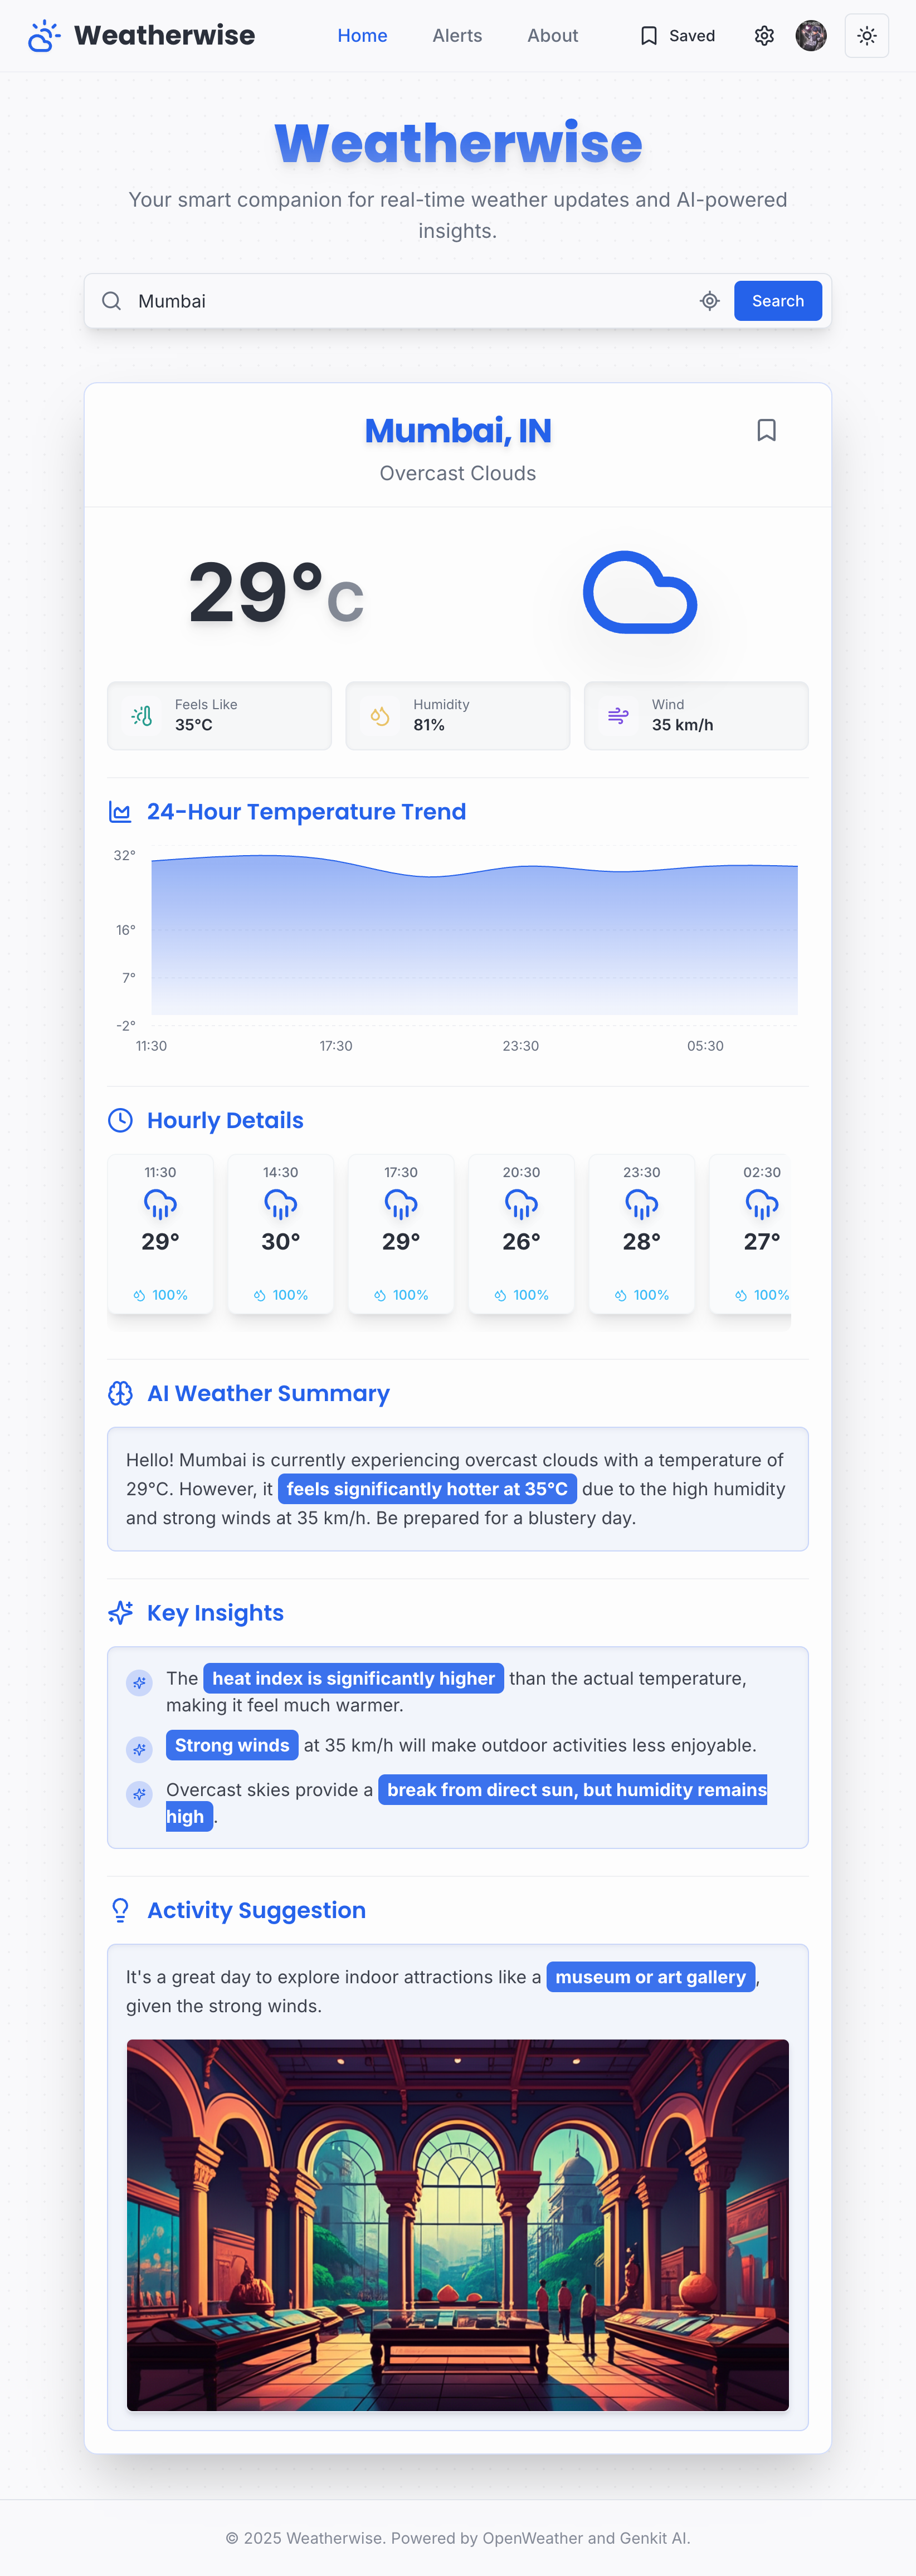 Weatherwise
Home
Alerts
About
Saved
Weatherwise
Your smart companion for real-time weather updates and AI-powered
insights.
Mumbai
Search
Mumbai, IN
Overcast Clouds
29°C
Feels Like
35°C
Humidity
81%
Wind
35 km/h
24-Hour Temperature Trend
32°
16°
7°
-2°
11:30
17:30
23:30
05:30
Hourly Details
11:30
29°
100%
14:30
30°
100%
17:30
29°
100%
20:30
26°
100%
23:30
28°
100%
02:30
27°
100%
AI Weather Summary
Hello! Mumbai is currently experiencing overcast clouds with a temperature of
29°C. However, it feels significantly hotter at 35°C due to the high humidity
and strong winds at 35 km/h. Be prepared for a blustery day.
Key Insights
The heat index is significantly higher than the actual temperature,
making it feel much warmer.
Strong winds at 35 km/h will make outdoor activities less enjoyable.
Overcast skies provide a break from direct sun, but humidity remains
high.
Activity Suggestion
It's a great day to explore indoor attractions like a museum or art gallery,
given the strong winds.
© 2025 Weatherwise. Powered by OpenWeather and Genkit AI.